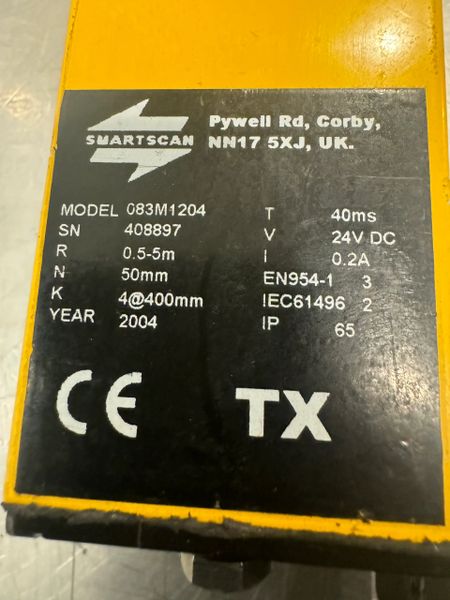 SMARTSCAN
Pywell Rd, Corby,
NN17 5XJ, UK.
MODEL 083M1204
SN 408897
R 0.5-5m
N 50mm
K 4@400mm
YEAR 2004
T 40ms
V 24V DC
I 0.2A
EN954-1 3
IEC61496 2
IP 65
CE TX